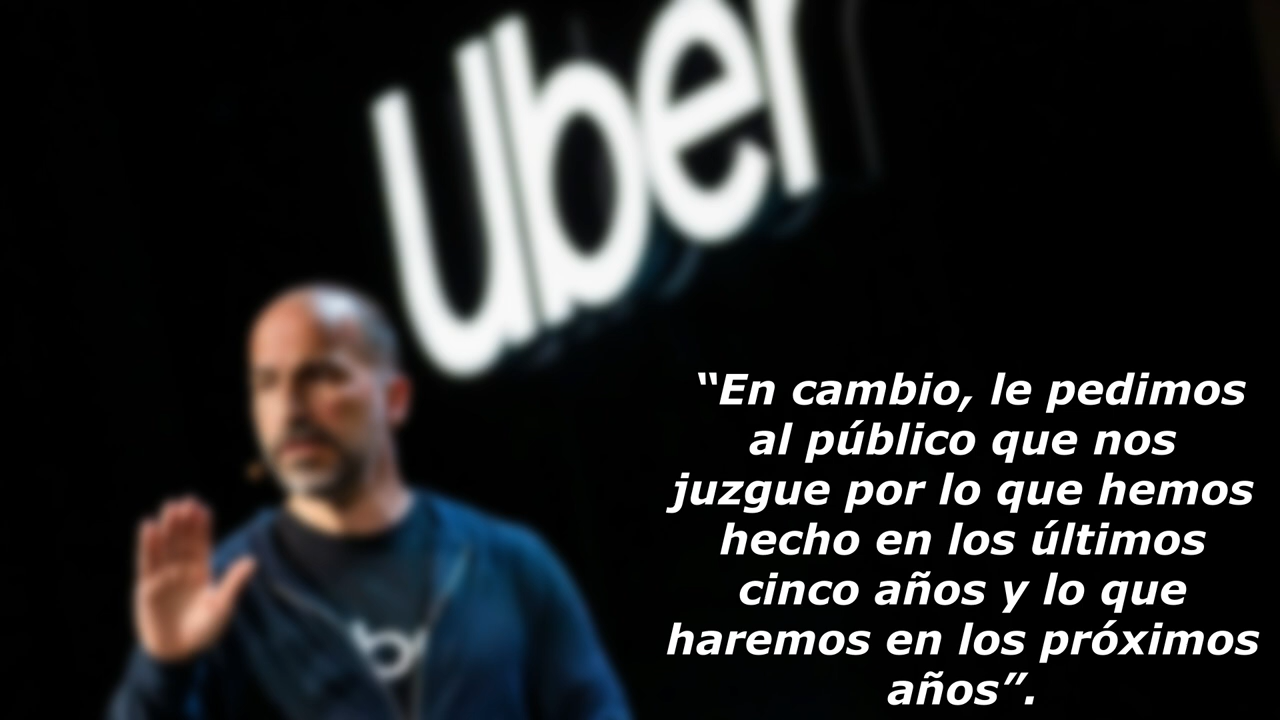 Uber
“En cambio, le pedimos
al público que nos
juzgue por lo que hemos
hecho en los últimos
cinco años y lo que
haremos en los próximos
años”.